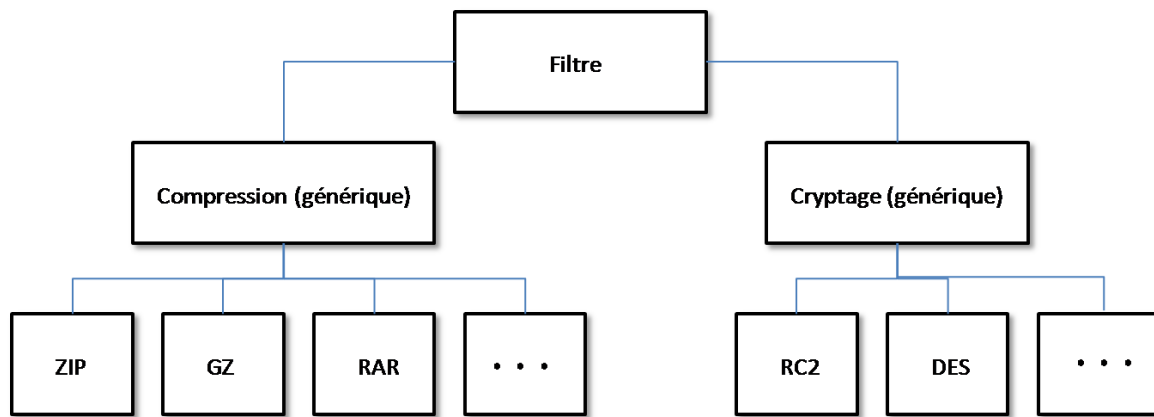 Filtre
Compression (générique)
Cryptage (générique)
ZIP
GZ
RAR
• • •
RC2
DES
• • •